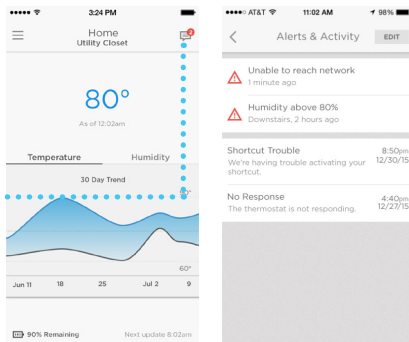 3:24 PM
Home
Utility Closet
2
80°
As of 12:02am
Temperature
Humidity
30 Day Trend
60°
Jun 11 18 25 Jul 2 9
90% Remaining
Next update 8:02am
AT&T 11:02 AM 98%
Alerts & Activity
EDIT
Unable to reach network
1 minute ago
Humidity above 80%
Downstairs, 2 hours ago
Shortcut Trouble 8:50pm
We're having trouble activating your 12/30/15
shortcut.
No Response 4:40pm
The thermostat is not responding. 12/27/15